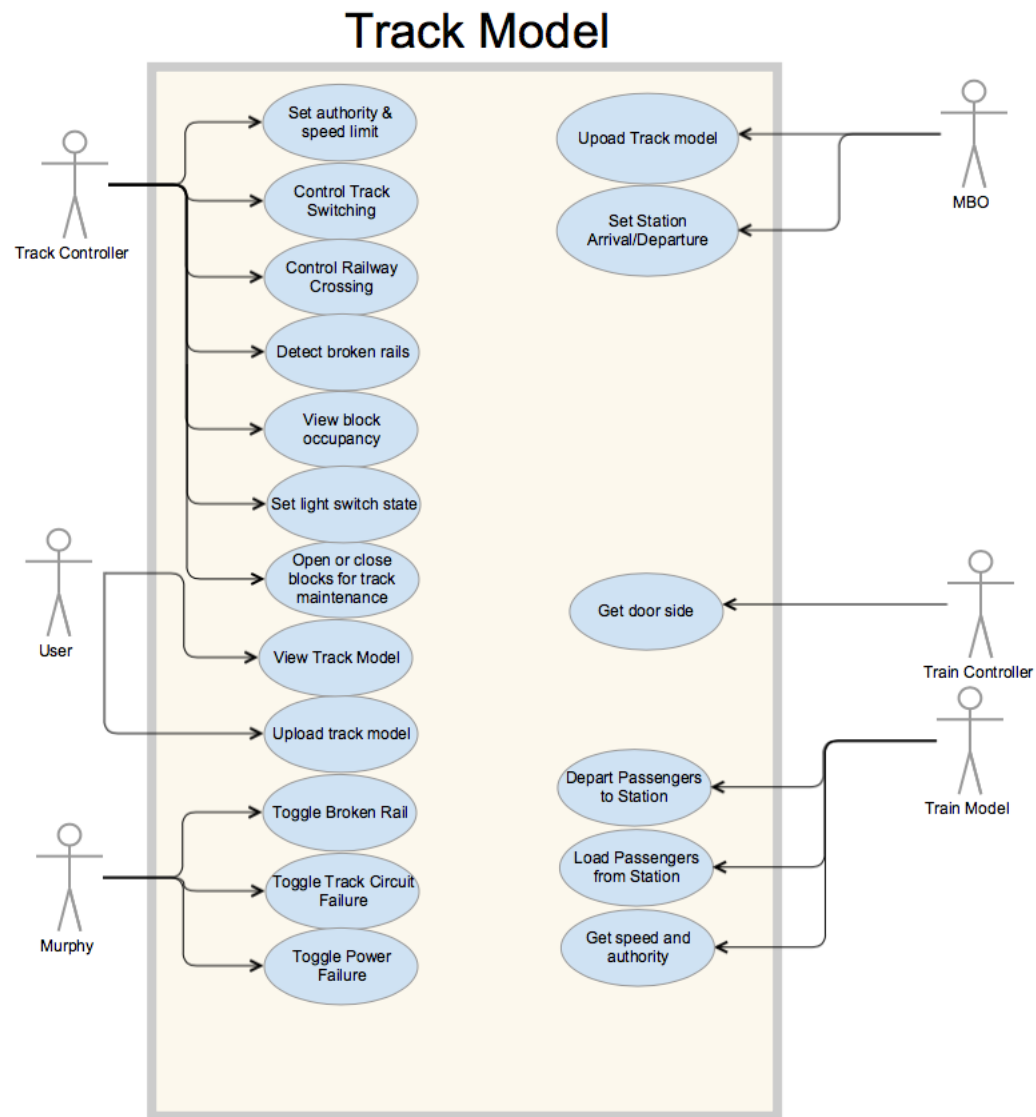 Track Model
Set authority &
speed limit
Control Track
Switching
Control Railway
Crossing
Detect broken rails
View block
occupancy
Set light switch state
Open or close
blocks for track
maintenance
View Track Model
Upload track model
Toggle Broken Rail
Toggle Track Circuit
Failure
Toggle Power
Failure
Track Controller
User
Murphy
Upoad Track model
Set Station
Arrival/Departure
Get door side
Depart Passengers
to Station
Load Passengers
from Station
Get speed and
authority
MBO
Train Controller
Train Model